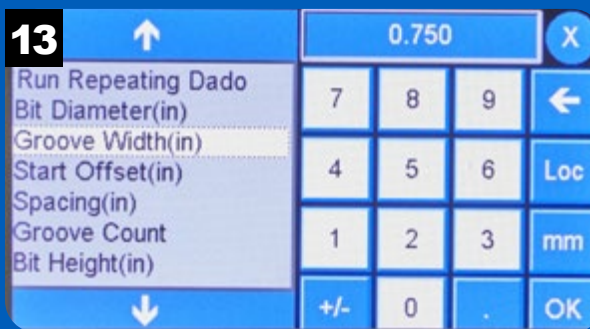 13
0.750
X
Run Repeating Dado
Bit Diameter(in)
Groove Width(in)
Start Offset(in)
Spacing(in)
Groove Count
Bit Height(in)
7 8 9
4 5 6 Loc
1 2 3 mm
+/- 0 . OK